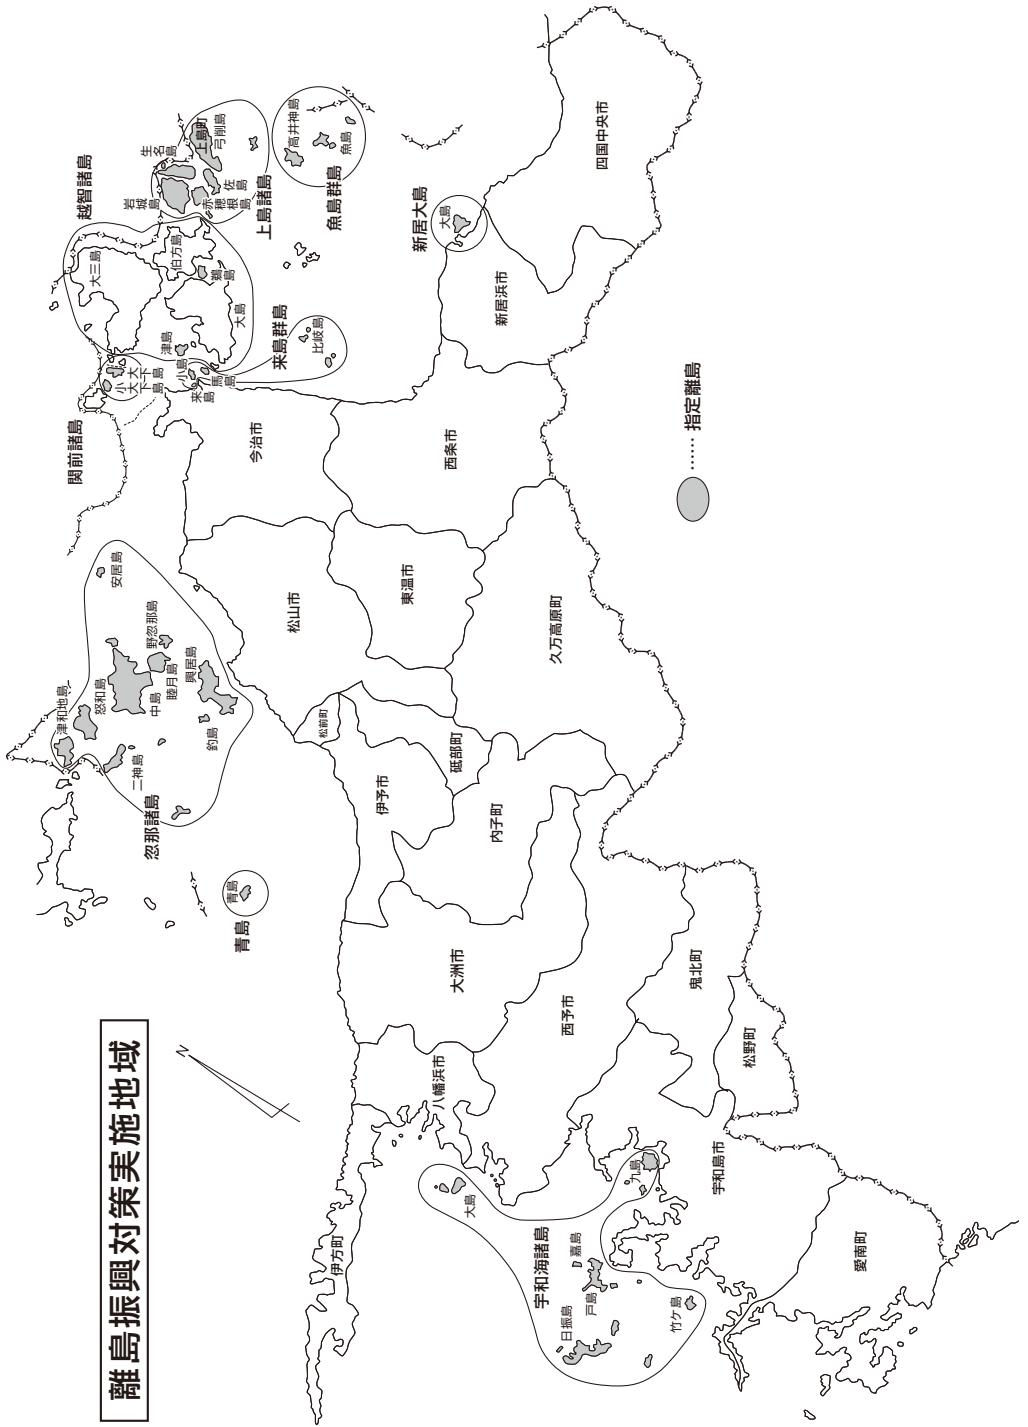 離島振興対策実施地域
N
伊方町
八幡浜市
大洲市
西予市
鬼北町
松野町
宇和島市
愛南町
宇和海諸島
大島
九島
嘉島
戸島
日振島
竹ケ島
青島
青島
忽那諸島
津和地島
怒和島
二神島
中島
睦月島
野忽那島
興居島
釣島
安居島
伊予市
松前町
砥部町
内子町
松山市
東温市
久万高原町
今治市
西条市
新居浜市
四国中央市
関前諸島
小大下島
大下島
越智諸島
大三島
伯方島
鵜島
大島
津島
来島群島
小島
来島
馬島
比岐島
上島諸島
上島町
岩城島
生名島
弓削島
佐島
赤穂根島
魚島群島
高井神島
魚島
新居大島
大島
……指定離島